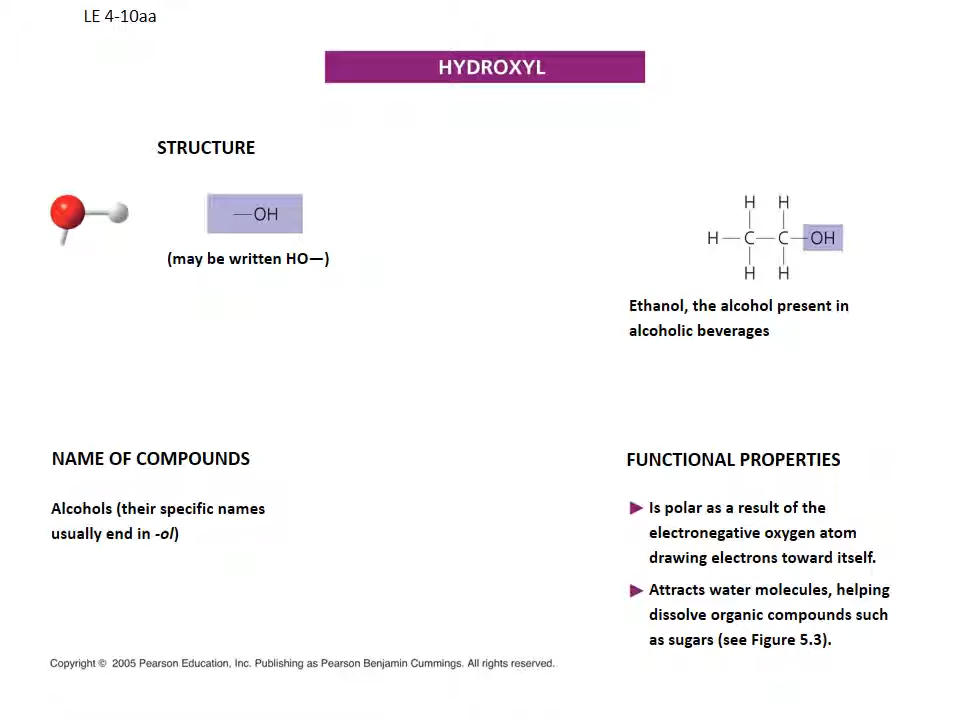 LE 4-10aa
HYDROXYL
STRUCTURE
—OH
(may be written HO—)
H H
H—C—C—OH
H H
Ethanol, the alcohol present in
alcoholic beverages
NAME OF COMPOUNDS
Alcohols (their specific names
usually end in -ol)
FUNCTIONAL PROPERTIES
Is polar as a result of the
electronegative oxygen atom
drawing electrons toward itself.
Attracts water molecules, helping
dissolve organic compounds such
as sugars (see Figure 5.3).
Copyright © 2005 Pearson Education, Inc. Publishing as Pearson Benjamin Cummings. All rights reserved.